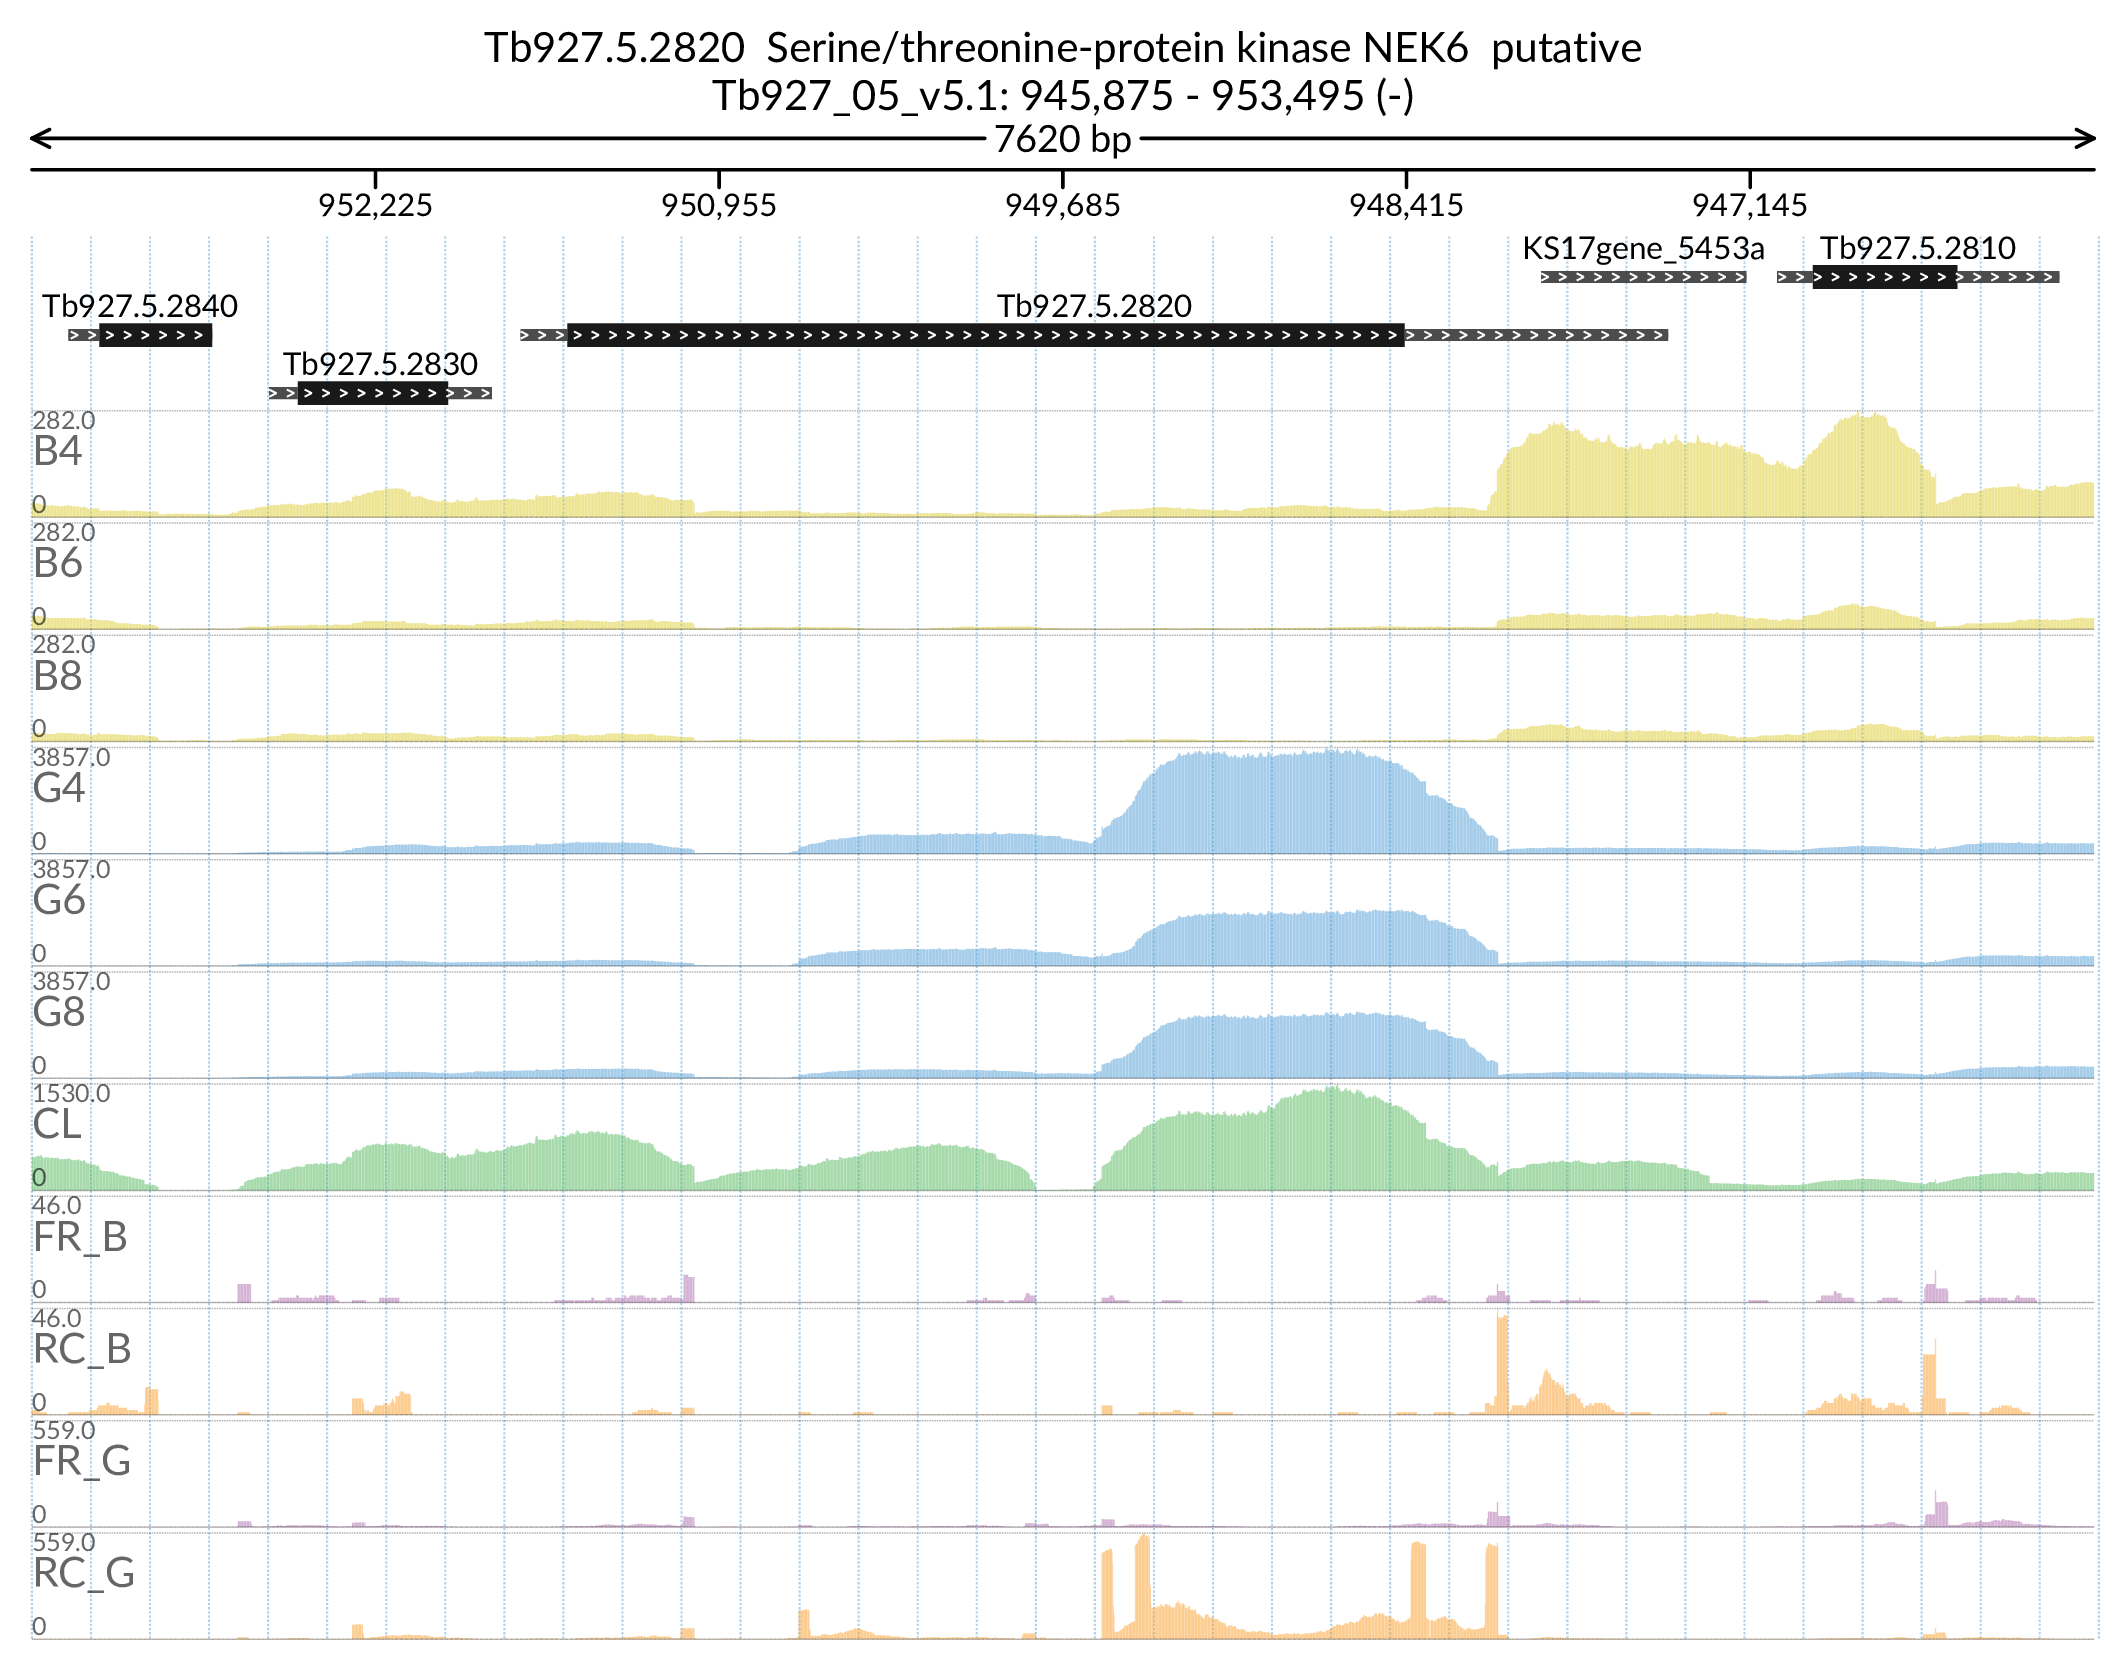 Tb927.5.2820  Serine/threonine-protein kinase NEK6  putative
Tb927_05_v5.1: 945,875 - 953,495 (-)
7620 bp
952,225 950,955 949,685 948,415 947,145
KS17gene_5453a Tb927.5.2810
Tb927.5.2840 Tb927.5.2820
Tb927.5.2830
282.0
B4
0
282.0
B6
0
282.0
B8
0
3857.0
G4
0
3857.0
G6
0
3857.0
G8
0
1530.0
CL
0
46.0
FR_B
0
46.0
RC_B
0
559.0
FR_G
0
559.0
RC_G
0